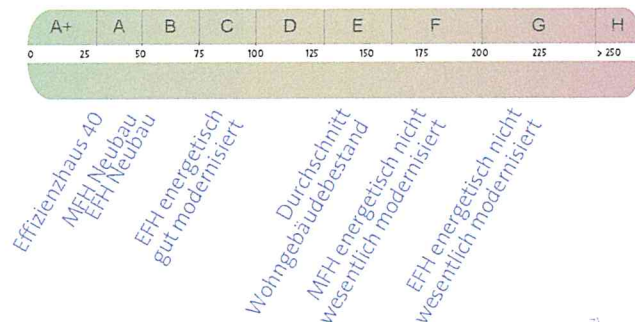 A+ A B C D E F G H
0 25 50 75 100 125 150 175 200 225 > 250
Effizienzhaus 40
MFH Neubau
EFH Neubau
EFH energetisch
gut modernisiert
Durchschnitt
Wohngebäudebestand
MFH energetisch nicht
wesentlich modernisiert
EFH energetisch nicht
wesentlich modernisiert
7)